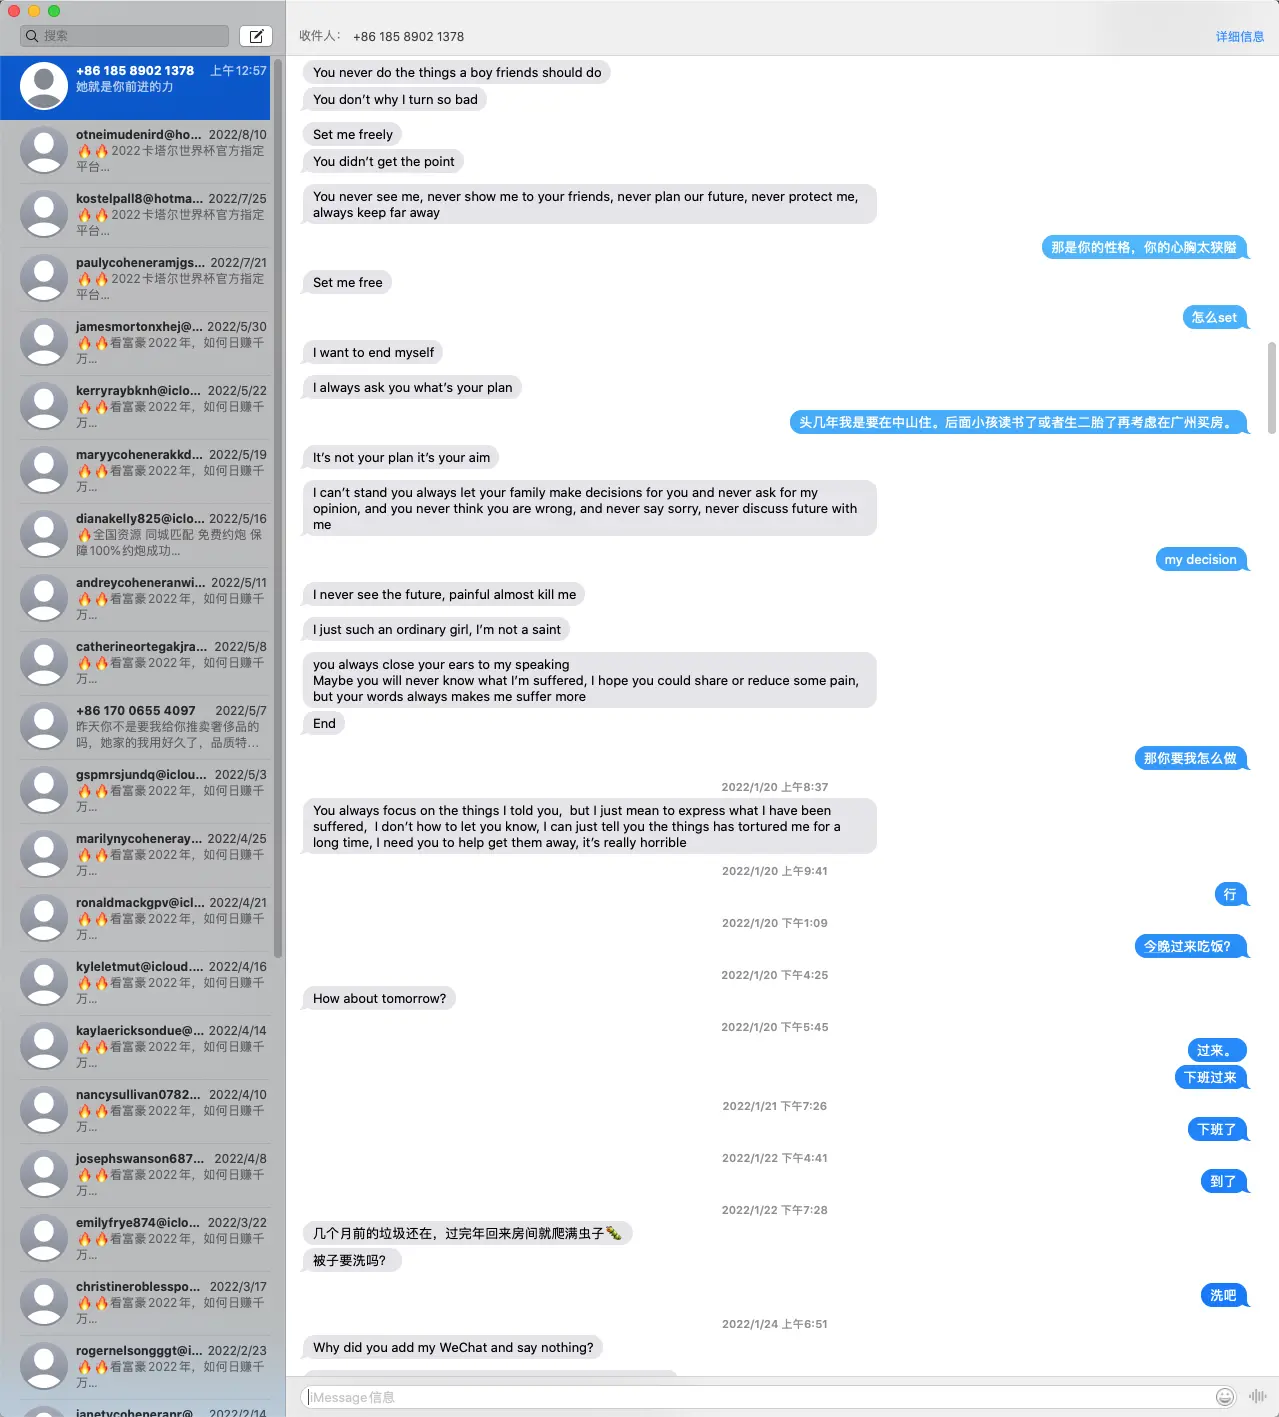 搜索
+86 185 8902 1378 上午12:57
她就是你前进的力
otneimudenird@ho... 2022/8/10
🔥🔥2022卡塔尔世界杯官方指定
平台...
kostelpall8@hotma... 2022/7/25
🔥🔥2022卡塔尔世界杯官方指定
平台...
paulycoheneramjgs... 2022/7/21
🔥🔥2022卡塔尔世界杯官方指定
平台...
jamesmortonxhej@... 2022/5/30
🔥🔥看富豪2022年，如何日赚千
万...
kerryraybknh@iclo... 2022/5/22
🔥🔥看富豪2022年，如何日赚千
万...
maryycohenerakkd... 2022/5/19
🔥🔥看富豪2022年，如何日赚千
万...
dianakelly825@iclo... 2022/5/16
🔥全国资源 同城匹配 免费约炮 保
障100%约炮成功...
andreycoheneranwi... 2022/5/11
🔥🔥看富豪2022年，如何日赚千
万...
catherineortegakjra... 2022/5/8
🔥🔥看富豪2022年，如何日赚千
万...
+86 170 0655 4097 2022/5/7
昨天你不是要我给你推卖奢侈品的
吗，她家的我用好久了，品质特...
gspmrsjundq@iclou... 2022/5/3
🔥🔥看富豪2022年，如何日赚千
万...
marilynycoheneray... 2022/4/25
🔥🔥看富豪2022年，如何日赚千
万...
ronaldmackgpv@icl... 2022/4/21
🔥🔥看富豪2022年，如何日赚千
万...
kyleletmut@icloud.... 2022/4/16
🔥🔥看富豪2022年，如何日赚千
万...
kaylaericksondue@... 2022/4/14
🔥🔥看富豪2022年，如何日赚千
万...
nancysullivan0782... 2022/4/10
🔥🔥看富豪2022年，如何日赚千
万...
josephswanson687... 2022/4/8
🔥🔥看富豪2022年，如何日赚千
万...
emilyfrye874@iclo... 2022/3/22
🔥🔥看富豪2022年，如何日赚千
万...
christineroblesspo... 2022/3/17
🔥🔥看富豪2022年，如何日赚千
万...
rogernelsongggt@i... 2022/2/23
🔥🔥看富豪2022年，如何日赚千
万...
janetycoheneranr@... 2022/2/14
收件人： +86 185 8902 1378 详细信息
You never do the things a boy friends should do
You don't why I turn so bad
Set me freely
You didn't get the point
You never see me, never show me to your friends, never plan our future, never protect me,
always keep far away
那是你的性格，你的心胸太狭隘
Set me free
怎么set
I want to end myself
I always ask you what's your plan
头几年我是要在中山住。后面小孩读书了或者生二胎了再考虑在广州买房。
It's not your plan it's your aim
I can't stand you always let your family make decisions for you and never ask for my
opinion, and you never think you are wrong, and never say sorry, never discuss future with
me
my decision
I never see the future, painful almost kill me
I just such an ordinary girl, I'm not a saint
you always close your ears to my speaking
Maybe you will never know what I'm suffered, I hope you could share or reduce some pain,
but your words always makes me suffer more
End
那你要我怎么做
2022/1/20 上午8:37
You always focus on the things I told you,  but I just mean to express what I have been
suffered,  I don't how to let you know, I can just tell you the things has tortured me for a
long time, I need you to help get them away, it's really horrible
2022/1/20 上午9:41
行
2022/1/20 下午1:09
今晚过来吃饭？
2022/1/20 下午4:25
How about tomorrow?
2022/1/20 下午5:45
过来。
下班过来
2022/1/21 下午7:26
下班了
2022/1/22 下午4:41
到了
2022/1/22 下午7:28
几个月前的垃圾还在，过完年回来房间就爬满虫子🐛
被子要洗吗？
洗吧
2022/1/24 上午6:51
Why did you add my WeChat and say nothing?
iMessage信息